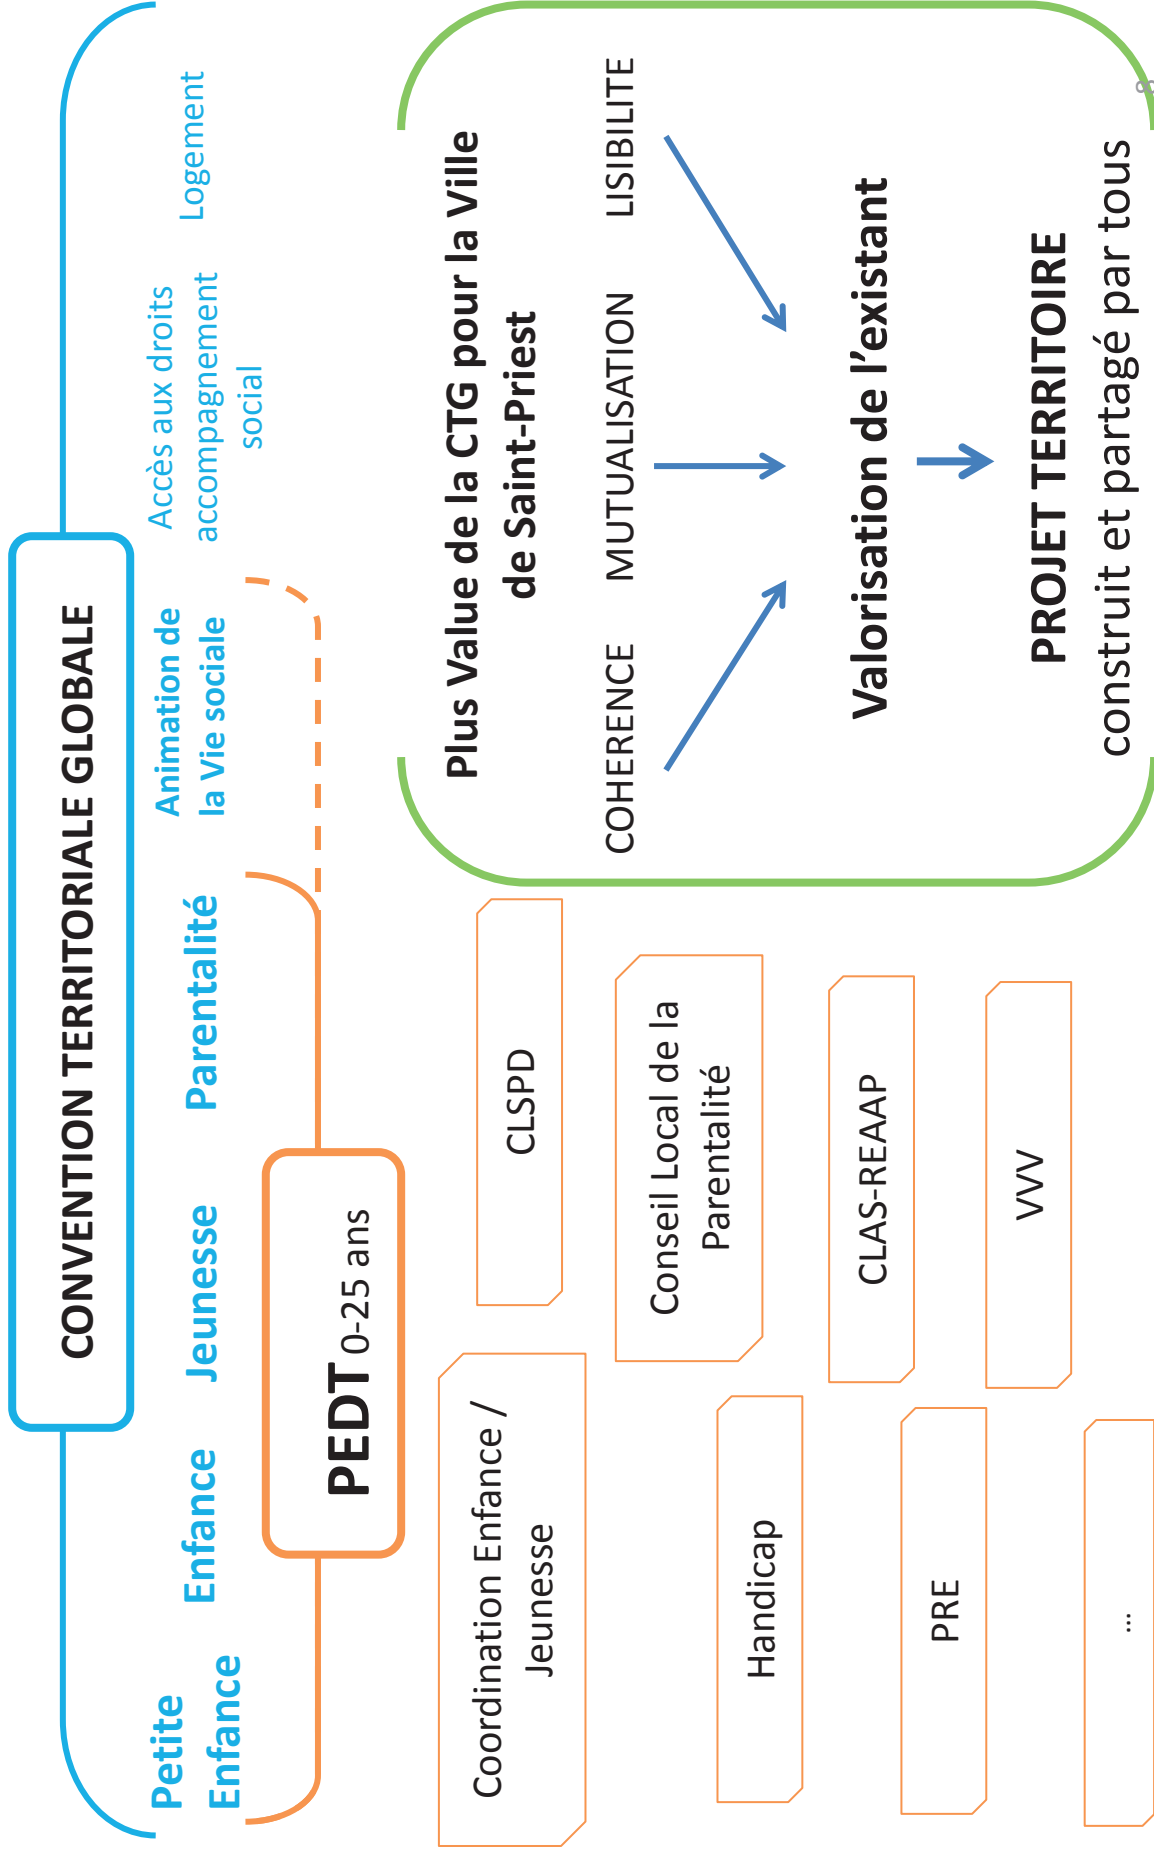 CONVENTION TERRITORIALE GLOBALE
Petite
Enfance
Enfance
Jeunesse
Parentalité
Animation de
la Vie sociale
Accès aux droits
accompagnement
social
Logement
PEDT 0-25 ans
Coordination Enfance /
Jeunesse
CLSPD
Conseil Local de la
Parentalité
Handicap
CLAS-REAAP
PRE
VVV
...
Plus Value de la CTG pour la Ville
de Saint-Priest
COHERENCE
MUTUALISATION
LISIBILITE
Valorisation de l’existant
PROJET TERRITOIRE
construit et partagé par tous
8